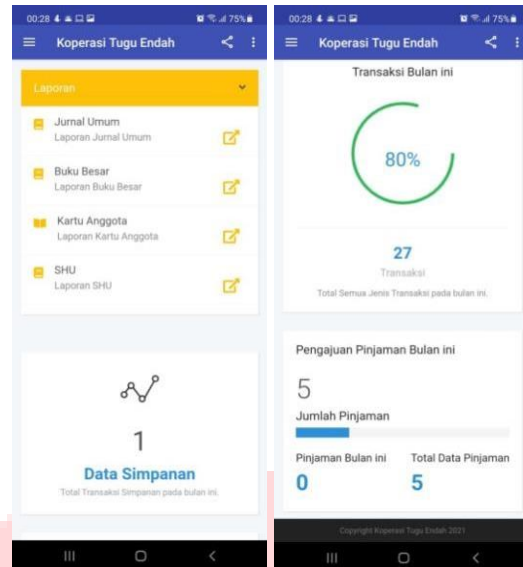 00:28
75%
Koperasi Tugu Endah
Laporan
Jurnal Umum
Laporan Jurnal Umum
Buku Besar
Laporan Buku Besar
Kartu Anggota
Laporan Kartu Anggota
SHU
Laporan SHU
1
Data Simpanan
Total Transaksi Simpanan pada bulan ini.
00:28
75%
Koperasi Tugu Endah
Transaksi Bulan ini
80%
27
Transaksi
Total Semua Jenis Transaksi pada bulan ini.
Pengajuan Pinjaman Bulan ini
5
Jumlah Pinjaman
Pinjaman Bulan ini Total Data Pinjaman
0 5
Copyright Koperasi Tugu Endah 2021